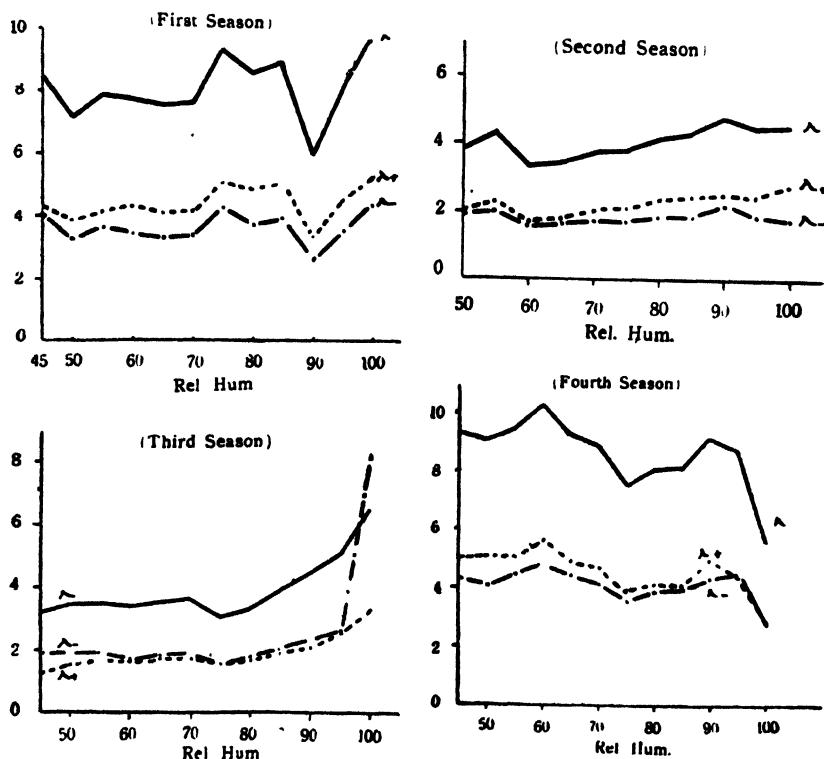 (First Season)
10
8
6
4
2
0
λ
λ+
λ-
45 50 60 70 80 90 100
Rel Hum
(Second Season)
6
4
2
0
λ
λ+
λ-
50 60 70 80 90 100
Rel. Hum.
(Third Season)
8
6
4
2
0
λ
λ-
λ+
50 60 70 80 90 100
Rel Hum
(Fourth Season)
10
8
6
4
2
0
λ
λ+
λ-
50 60 70 80 90 100
Rel Hum.